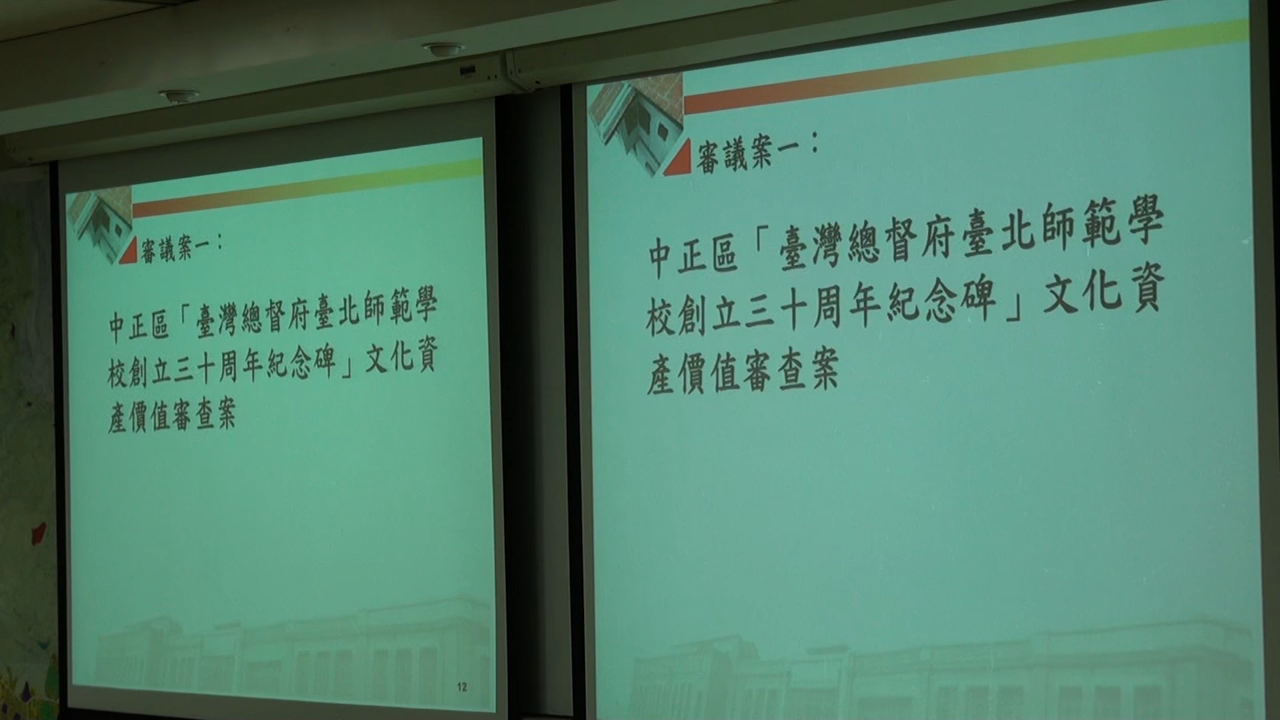 審議案一：
中正區「臺灣總督府臺北師範學
校創立三十周年紀念碑」文化資
產價值審查案
12
審議案一：
中正區「臺灣總督府臺北師範學
校創立三十周年紀念碑」文化資
產價值審查案